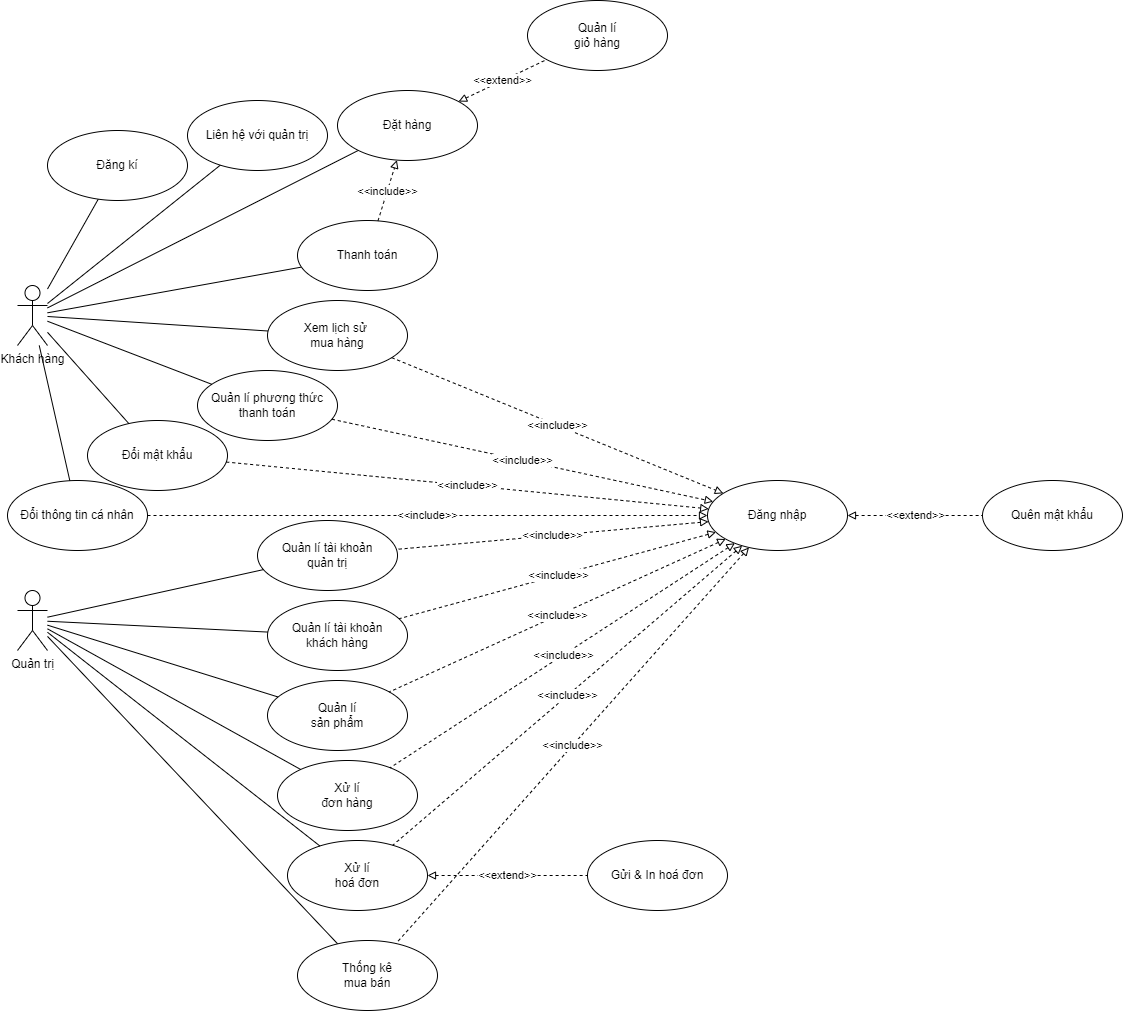 Quản lí
giỏ hàng
<<extend>>
Đặt hàng
Liên hệ với quản trị
Đăng kí
<<include>>
Thanh toán
Xem lịch sử
mua hàng
Khách hàng
Quản lí phương thức
thanh toán
<<include>>
Đổi mật khẩu
<<include>>
<<include>>
Đổi thông tin cá nhân
<<include>>
Đăng nhập
<<extend>>
Quên mật khẩu
Quản lí tài khoản
quản trị
<<include>>
<<include>>
Quản lí tài khoản
khách hàng
<<include>>
Quản trị
<<include>>
Quản lí
sản phẩm
<<include>>
<<include>>
Xử lí
đơn hàng
Xử lí
hoá đơn
<<extend>>
Gửi & In hoá đơn
Thống kê
mua bán